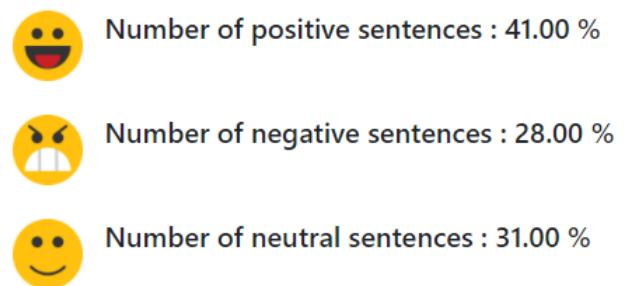 Number of positive sentences : 41.00 %
Number of negative sentences : 28.00 %
Number of neutral sentences : 31.00 %